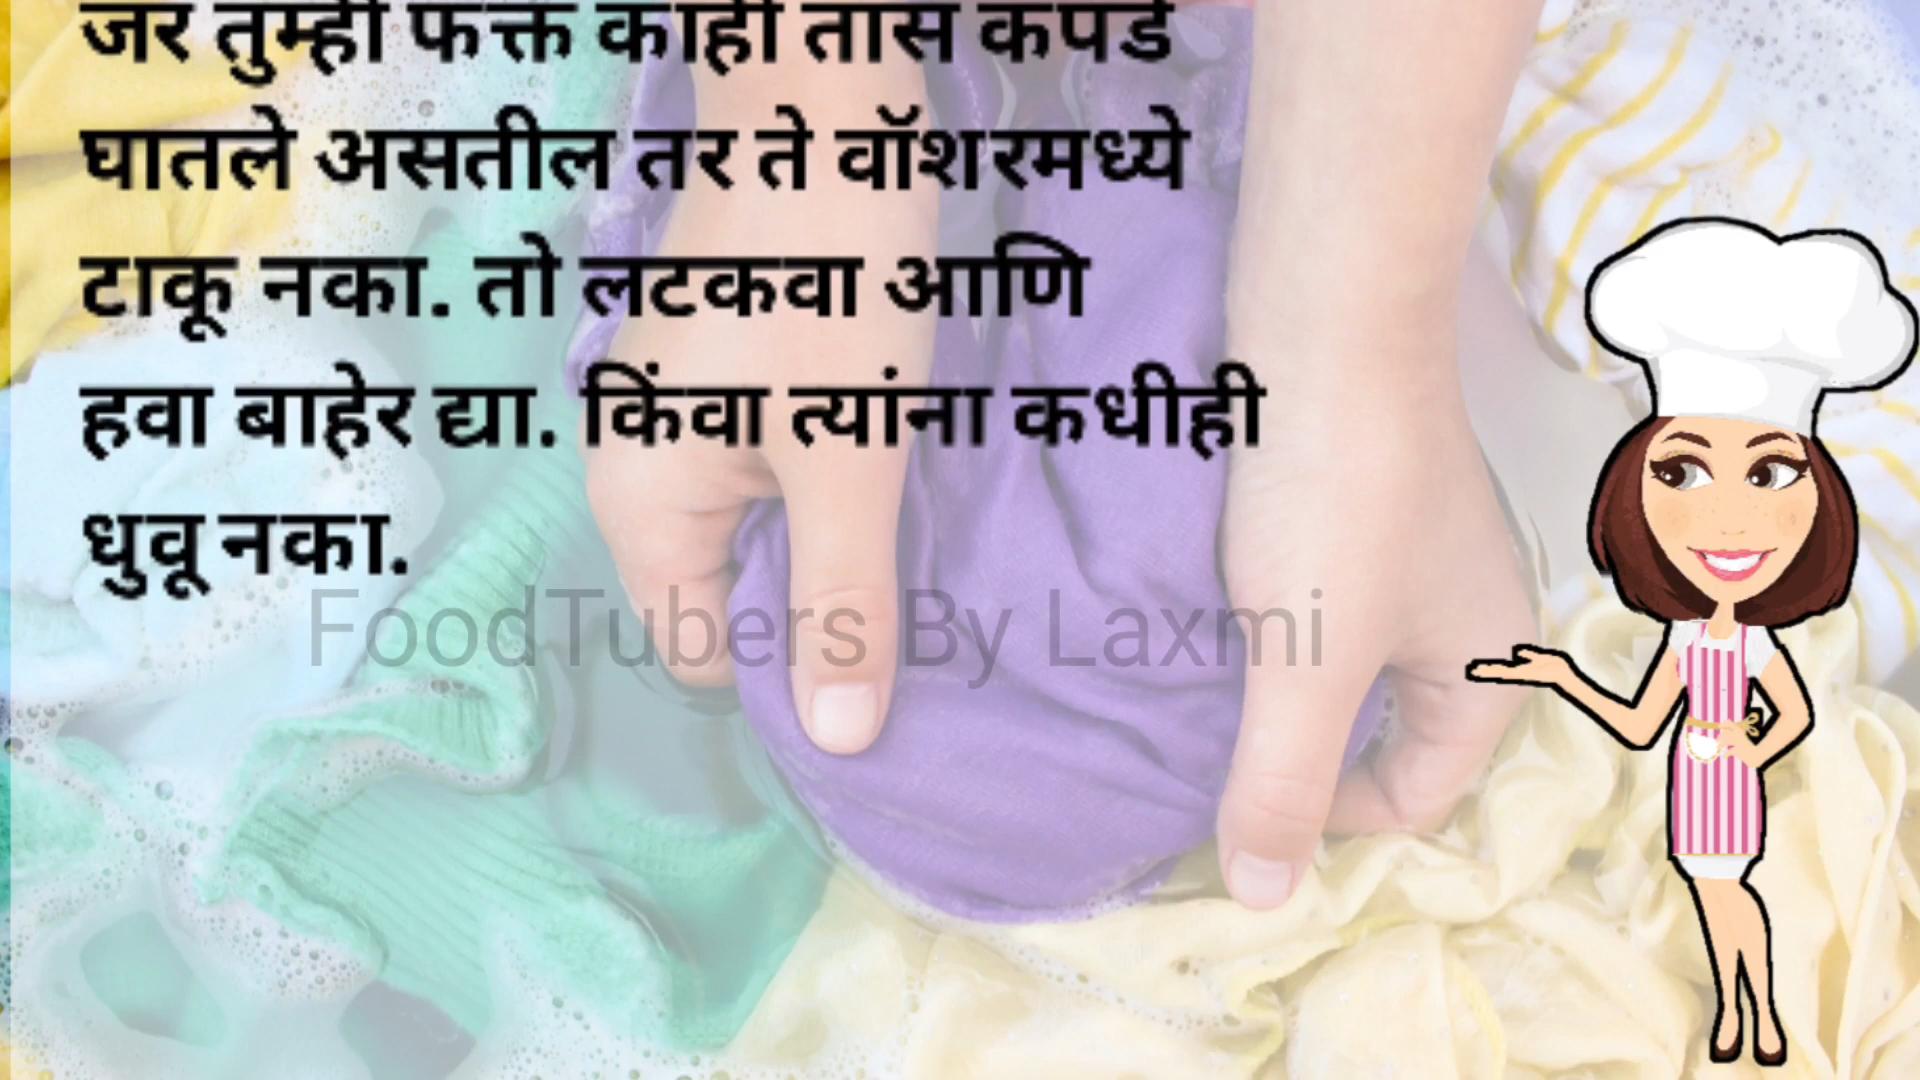 जर तुम्ही फक्त काही तास कपडे
घातले असतील तर ते वॉशरमध्ये
टाकू नका. तो लटकवा आणि
हवा बाहेर द्या. किंवा त्यांना कधीही
धुवू नका.
FoodTubers By Laxmi